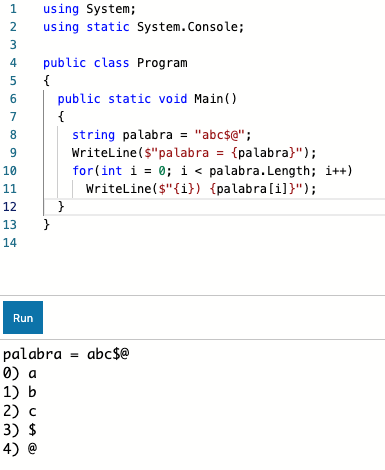 1 using System;
2 using static System.Console;
3
4 public class Program
5 {
6 public static void Main()
7 {
8 string palabra = "abc$@";
9 WriteLine($"palabra = {palabra}");
10 for(int i = 0; i < palabra.Length; i++)
11 WriteLine($"{i}) {palabra[i]}");
12 }
13 }
14
Run
palabra = abc$@
0) a
1) b
2) c
3) $
4) @